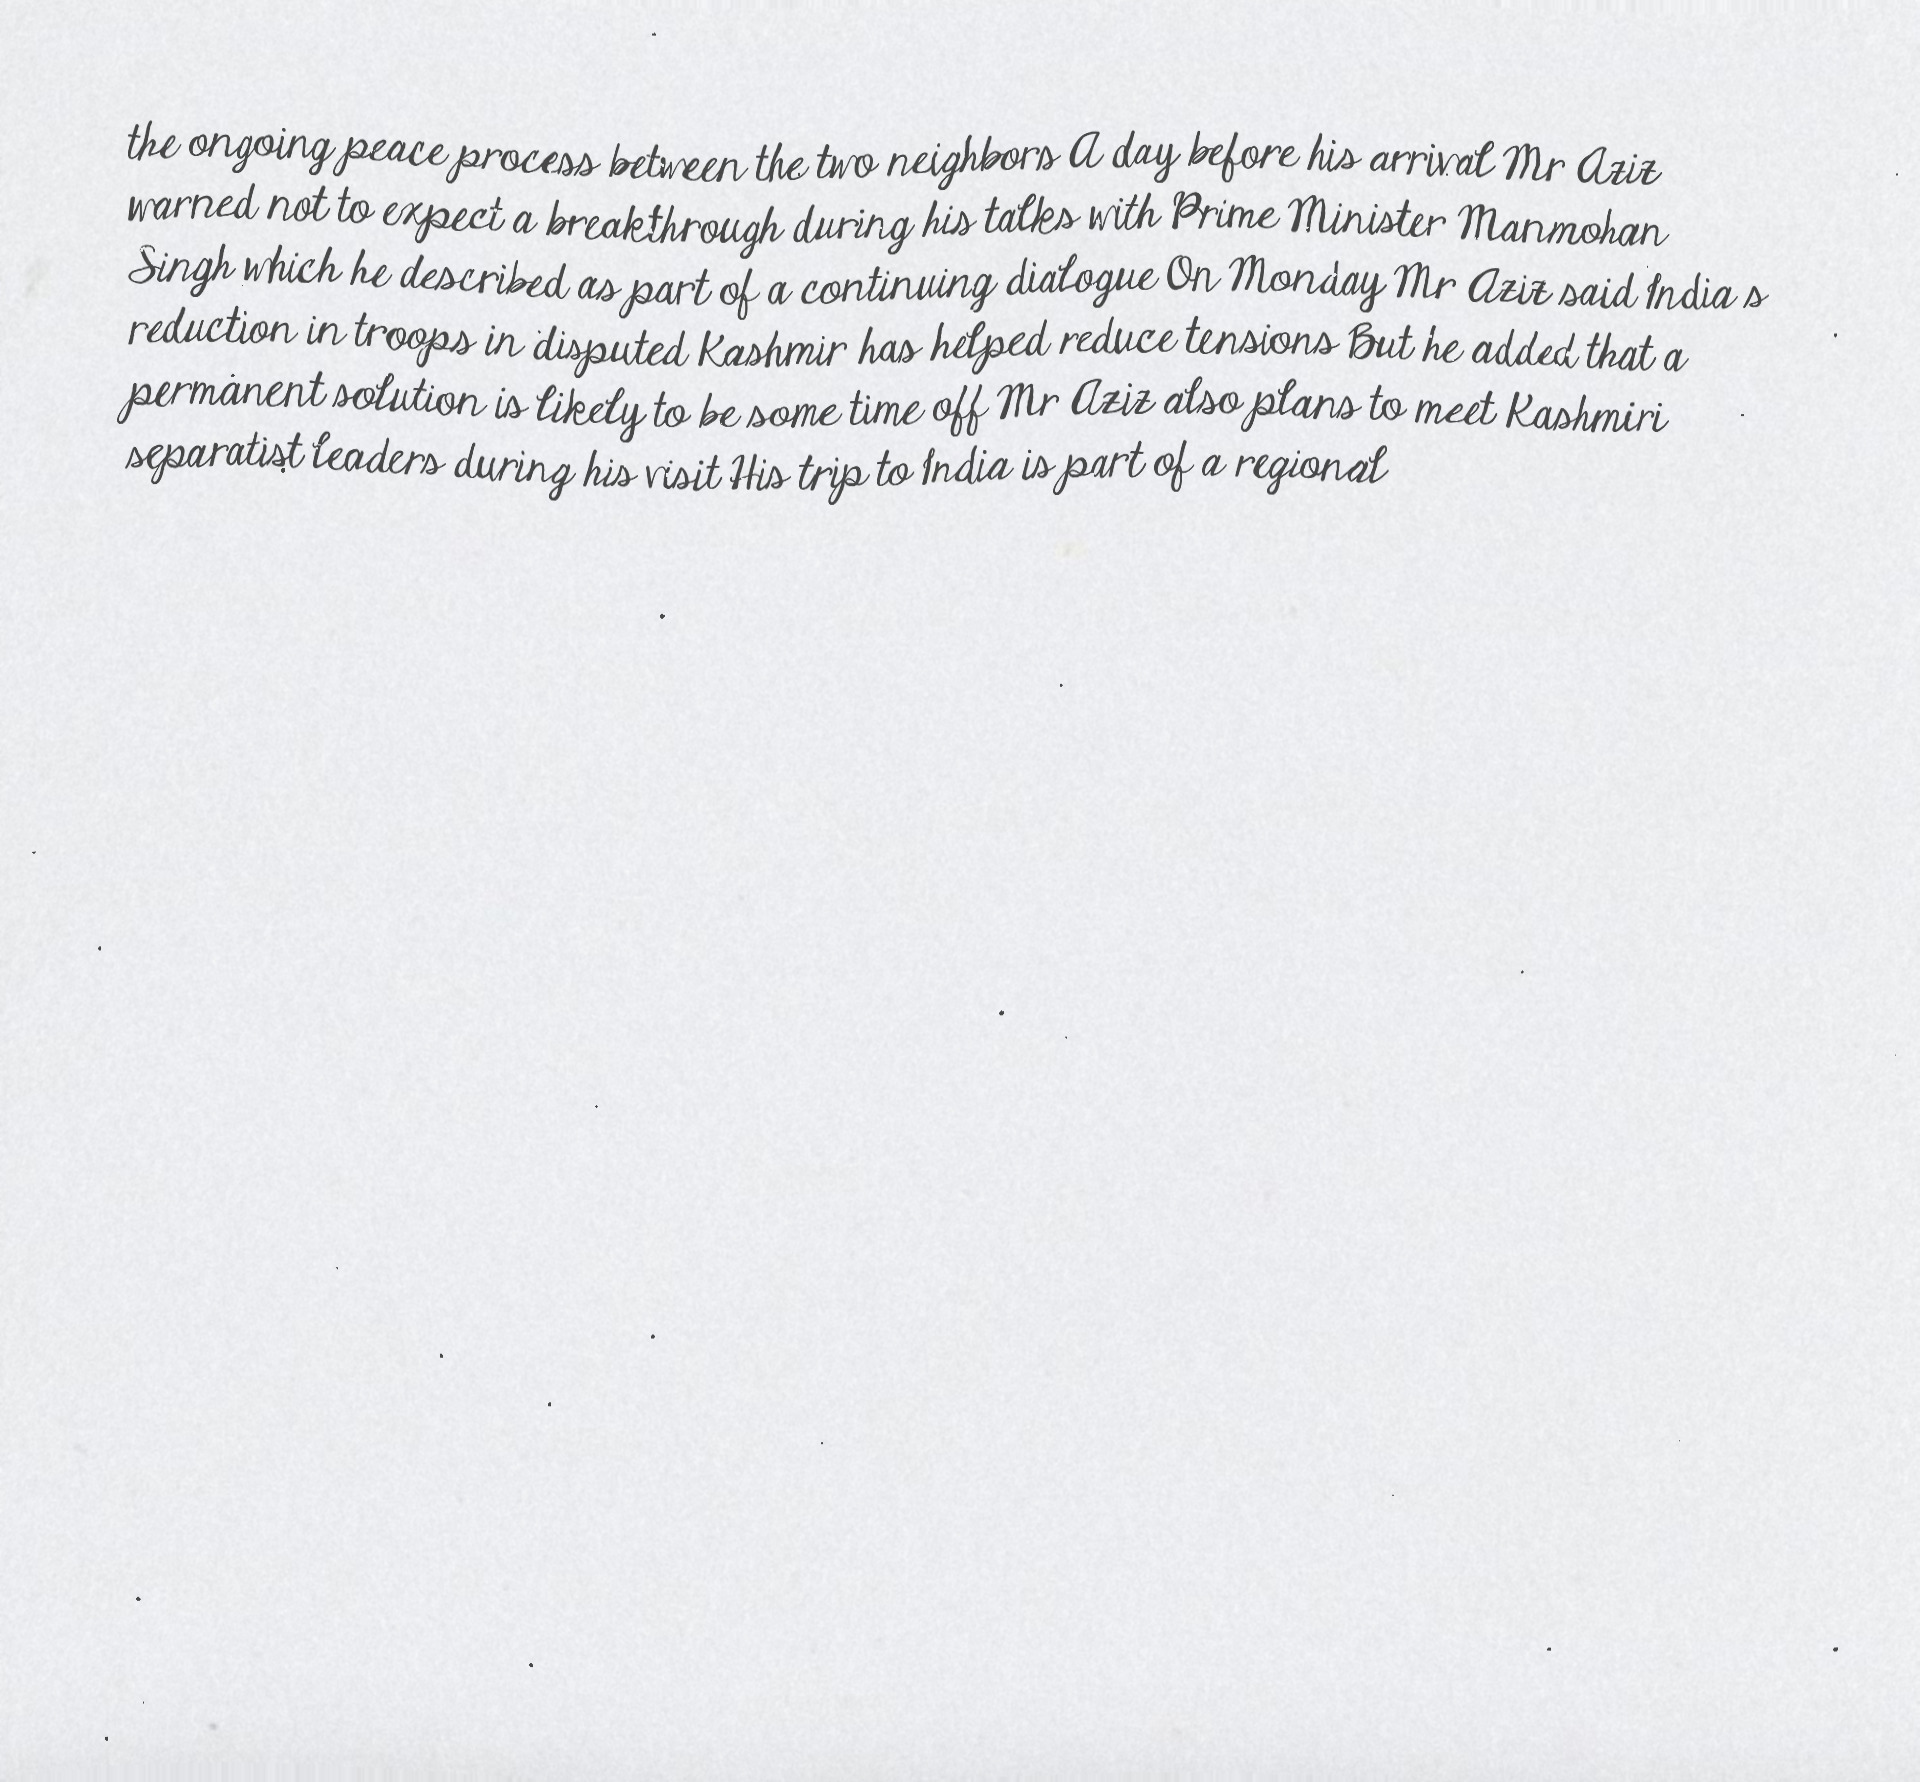 the ongoing peace process between the two neighbors A day before his arrival Mr Aziz
warned not to expect a breakthrough during his talks with Prime Minister Manmohan
Singh which he described as part of a continuing dialogue On Monday Mr Aziz said India s
reduction in troops in disputed Kashmir has helped reduce tensions But he added that a
permanent solution is likely to be some time off Mr Aziz also plans to meet Kashmiri
separatist leaders during his visit His trip to India is part of a regional